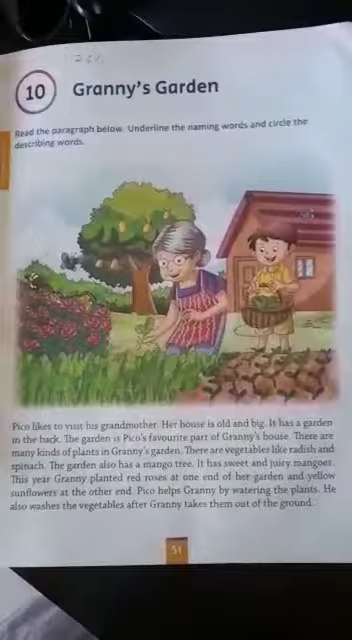 10 Granny's Garden
Read the paragraph below. Underline the naming words and circle the
describing words.
Pico likes to visit his grandmother. Her house is old and big. It has a garden
in the back. The garden is Pico's favourite part of Granny's house. There are
many kinds of plants in Granny's garden. There are vegetables like radish and
spinach. The garden also has a mango tree. It has sweet and juicy mangoes.
This year Granny planted red roses at one end of her garden and yellow
sunflowers at the other end. Pico helps Granny by watering the plants. He
also washes the vegetables after Granny takes them out of the ground.
51